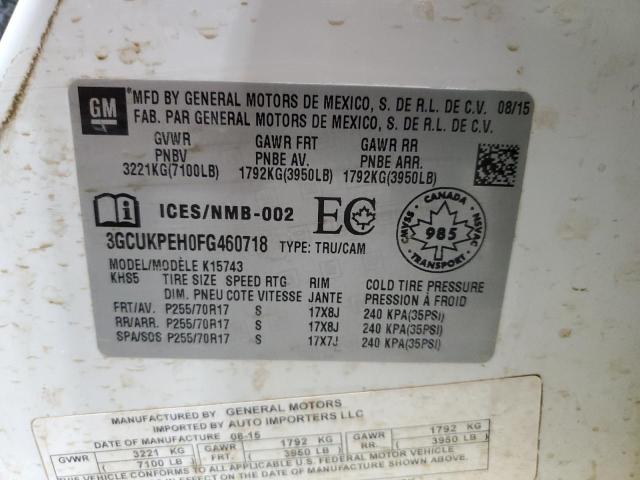 GM
*MFD BY GENERAL MOTORS DE MEXICO, S. DE R.L. DE C.V. 08/15
FAB. PAR GENERAL MOTORS DE MEXICO, S. DE R.L. DE C.V.*
GVWR GAWR FRT GAWR RR
PNBV PNBE AV. PNBE ARR.
3221KG(7100LB) 1792KG(3950LB) 1792KG(3950LB)
i ICES/NMB-002 EC
CANADA
CMVSS 985 NSVAC
TRANSPORT
3GCUKPEH0FG460718 TYPE: TRU/CAM
MODEL/MODÈLE K15743
KHS5 TIRE SIZE SPEED RTG RIM COLD TIRE PRESSURE
DIM. PNEU COTE VITESSE JANTE PRESSION À FROID
FRT/AV. P255/70R17 S 17X8J 240 KPA(35PSI)
RR/ARR. P255/70R17 S 17X8J 240 KPA(35PSI)
SPA/SOS P255/70R17 S 17X7J 240 KPA(35PSI)
MANUFACTURED BY GENERAL MOTORS
IMPORTED BY AUTO IMPORTERS LLC
DATE OF MANUFACTURE 08-15
GVWR 3221 KG GAWR FRT. 1792 KG GAWR RR. 1792 KG
( 7100 LB ) ( 3950 LB ) ( 3950 LB )
THIS VEHICLE CONFORMS TO ALL APPLICABLE U.S. FEDERAL MOTOR VEHICLE